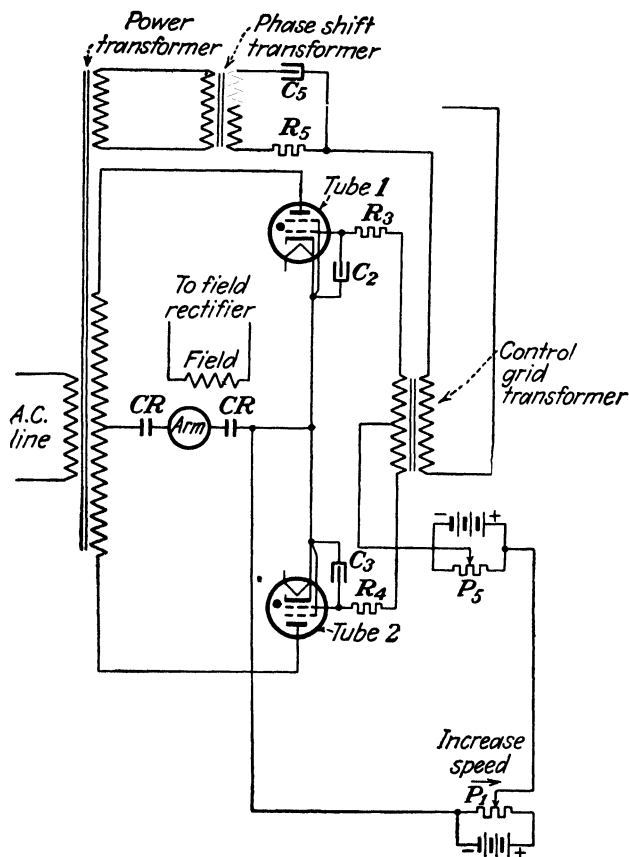 Power
transformer
Phase shift
transformer
C5
R5
Tube 1
R3
C2
To field
rectifier
Field
Control
grid
transformer
A.C.
line
CR
Arm
CR
- +
C3
P5
R4
Tube 2
Increase
speed
P1
- +